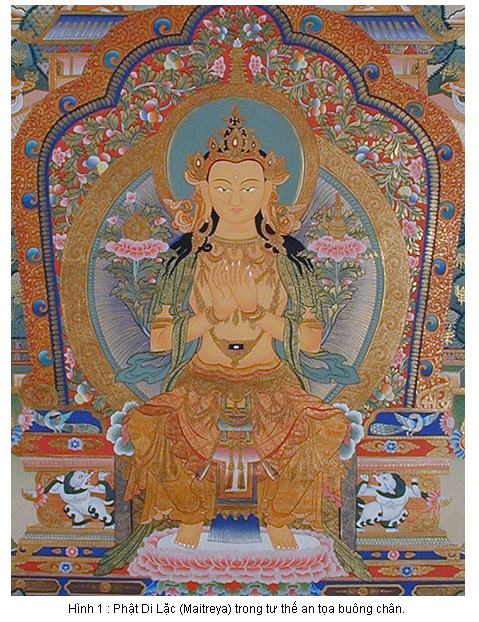 Hình 1 : Phật Di Lặc (Maitreya) trong tư thế an tọa buông chân.